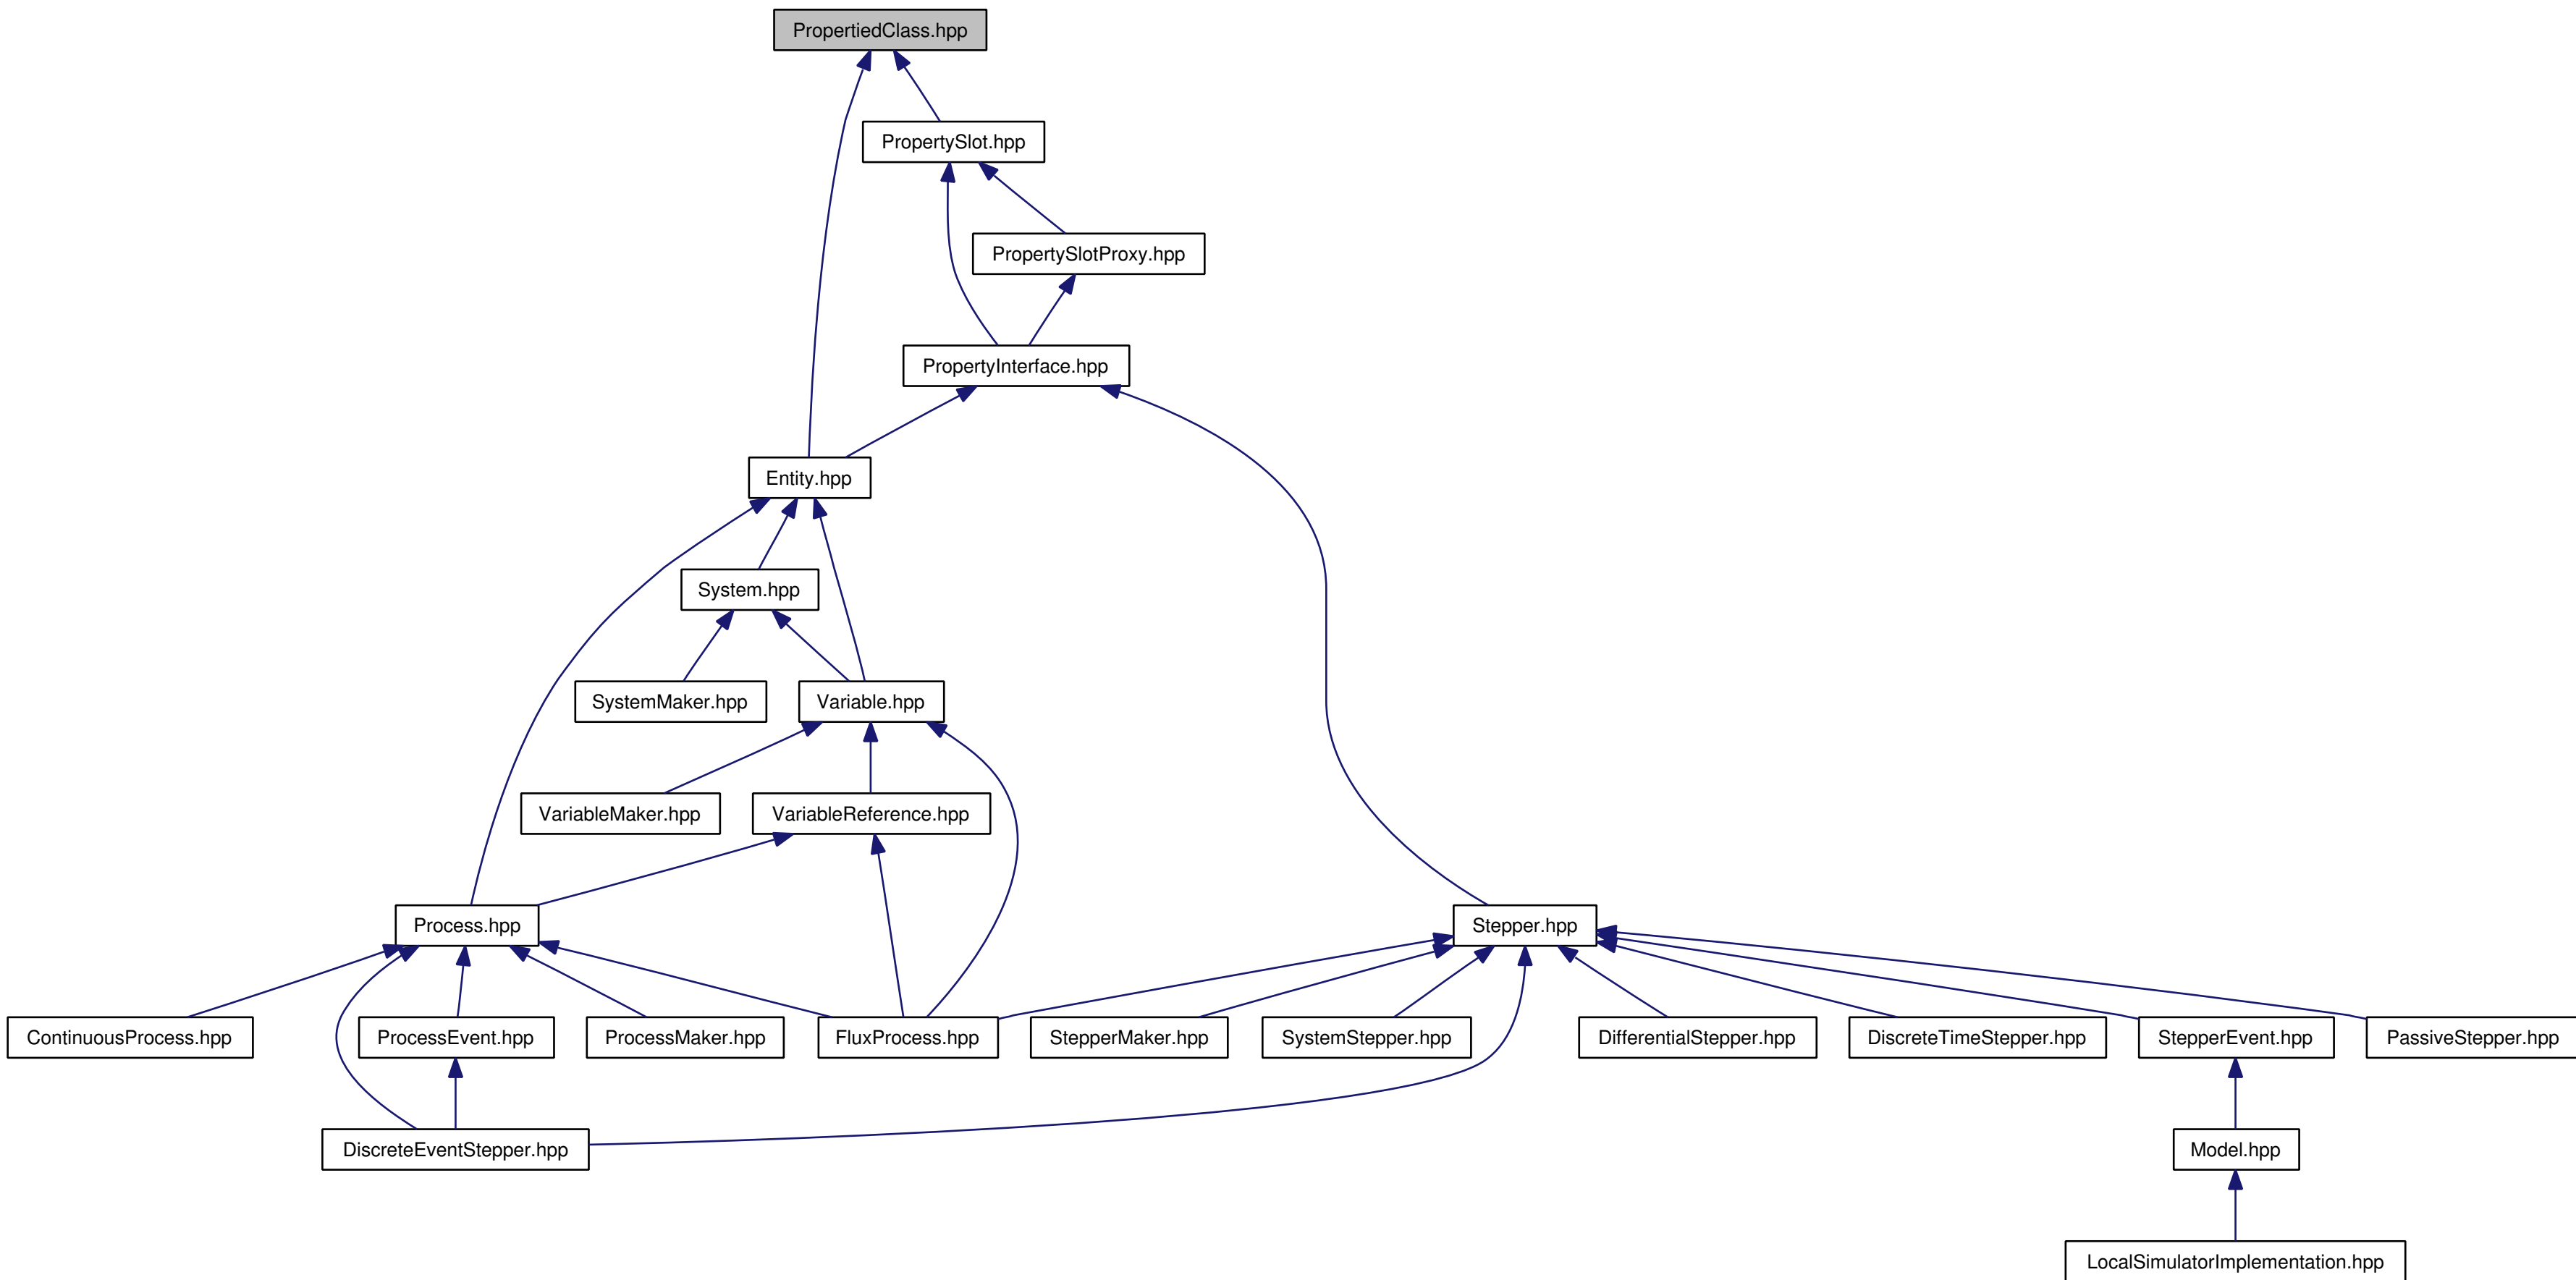 PropertiedClass.hpp
PropertySlot.hpp
PropertySlotProxy.hpp
PropertyInterface.hpp
Entity.hpp
System.hpp
SystemMaker.hpp
Variable.hpp
VariableMaker.hpp
VariableReference.hpp
Process.hpp
Stepper.hpp
ContinuousProcess.hpp
ProcessEvent.hpp
ProcessMaker.hpp
FluxProcess.hpp
StepperMaker.hpp
SystemStepper.hpp
DifferentialStepper.hpp
DiscreteTimeStepper.hpp
StepperEvent.hpp
PassiveStepper.hpp
DiscreteEventStepper.hpp
Model.hpp
LocalSimulatorImplementation.hpp